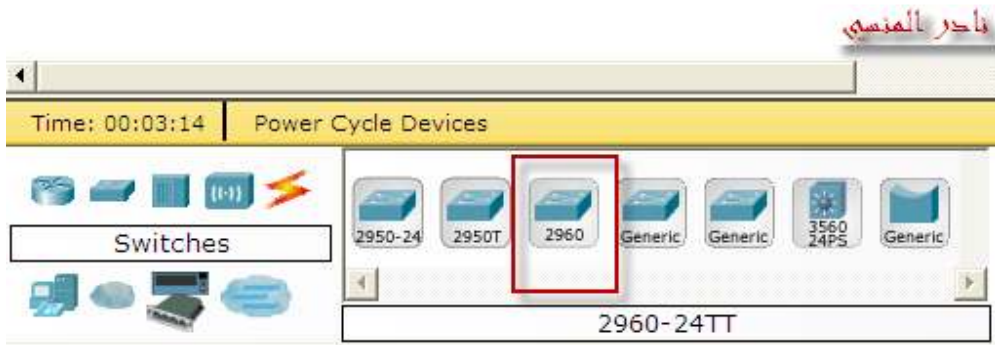 نادر المنسي
Time: 00:03:14 Power Cycle Devices
2950-24 2950T 2960 Generic Generic 3560 24PS Generic
Switches
2960-24TT